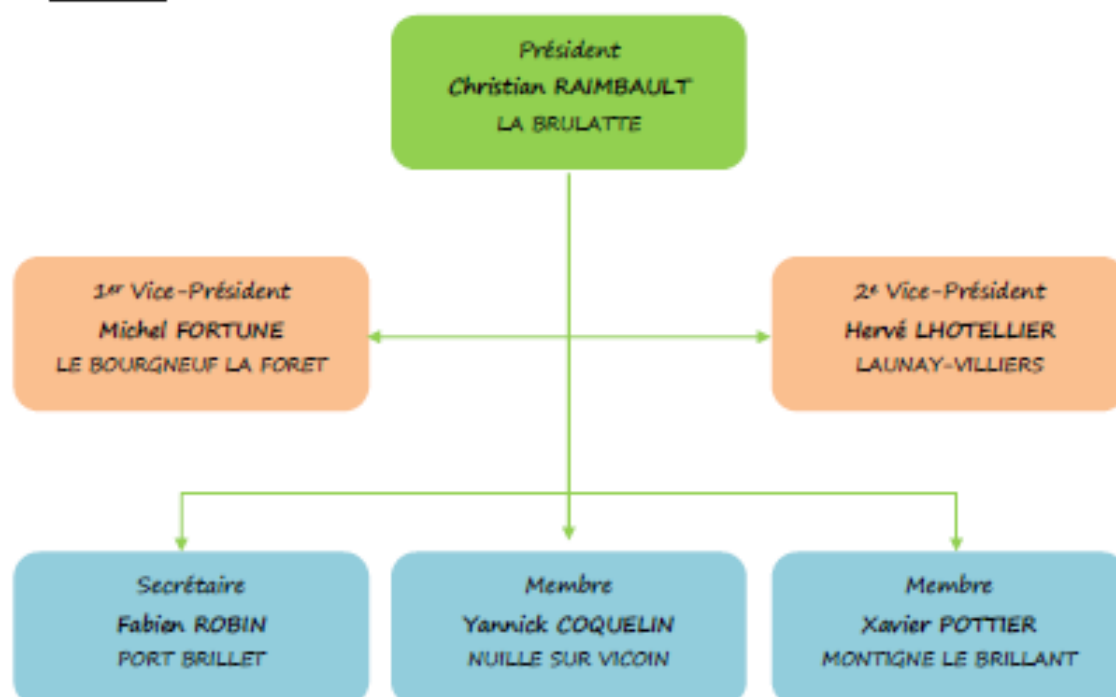 Président
Christian RAIMBAULT
LA BRULATTE
1er Vice-Président
Michel FORTUNE
LE BOURGNEUF LA FORET
2e Vice-Président
Hervé LHOTELLIER
LAUNAY-VILLIERS
Secrétaire
Fabien ROBIN
PORT BRILLET
Membre
Yannick COQUELIN
NUILLE SUR VICOIN
Membre
Xavier POTTIER
MONTIGNE LE BRILLANT